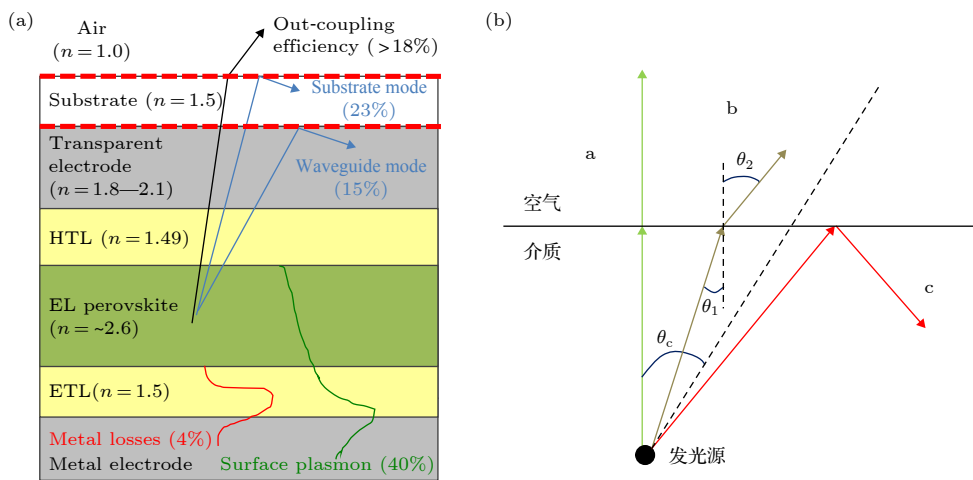 (a)
Air
(n = 1.0)
Out-coupling
efficiency (>18%)
Substrate (n = 1.5)
Substrate mode
(23%)
Transparent
electrode
(n = 1.8—2.1)
Waveguide mode
(15%)
HTL (n = 1.49)
EL perovskite
(n = ~2.6)
ETL(n = 1.5)
Metal losses (4%)
Metal electrode
Surface plasmon (40%)
(b)
a
b
θ2
空气
介质
θ1
c
θc
发光源